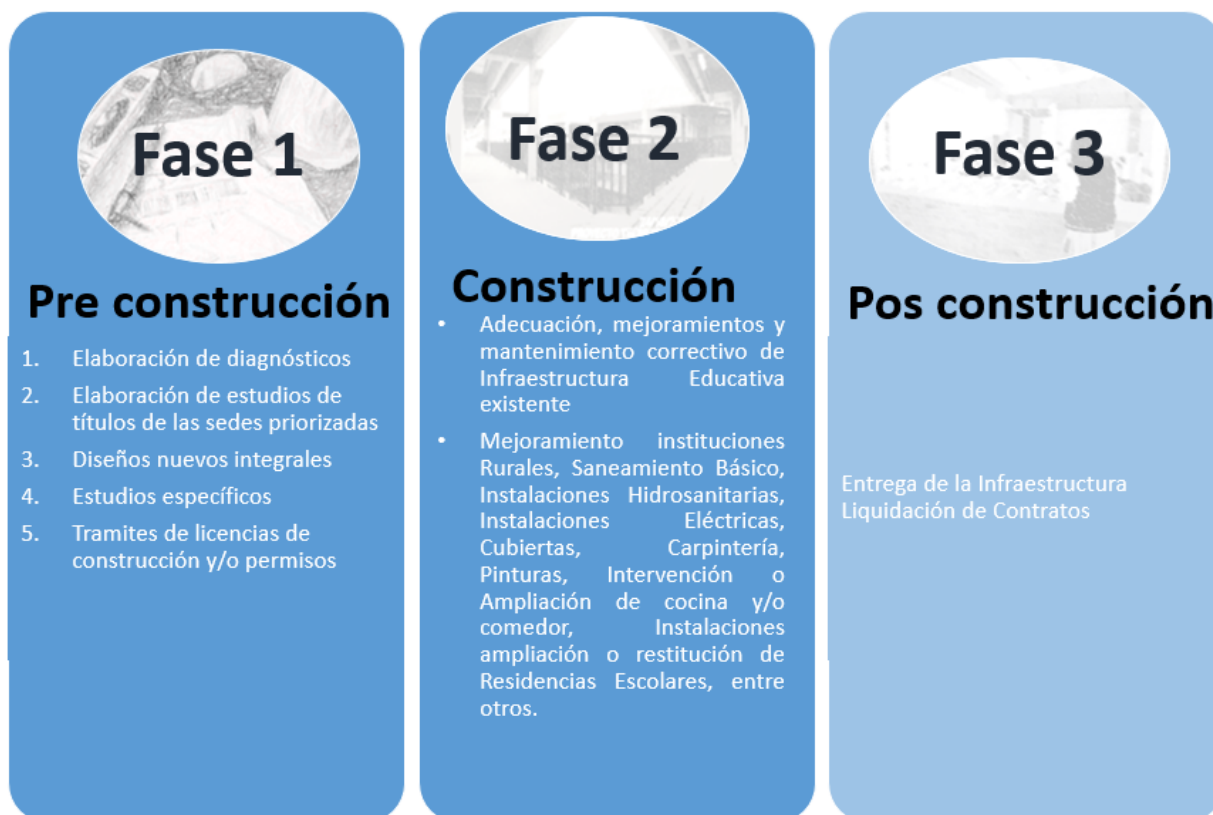 Fase 1
Pre construcción
1. Elaboración de diagnósticos
2. Elaboración de estudios de
títulos de las sedes priorizadas
3. Diseños nuevos integrales
4. Estudios específicos
5. Tramites de licencias de
construcción y/o permisos
Fase 2
Construcción
• Adecuación, mejoramientos y
mantenimiento correctivo de
Infraestructura Educativa
existente
• Mejoramiento instituciones
Rurales, Saneamiento Básico,
Instalaciones Hidrosanitarias,
Instalaciones Eléctricas,
Cubiertas, Carpintería,
Pinturas, Intervención o
Ampliación de cocina y/o
comedor, Instalaciones
ampliación o restitución de
Residencias Escolares, entre
otros.
Fase 3
Pos construcción
Entrega de la Infraestructura
Liquidación de Contratos